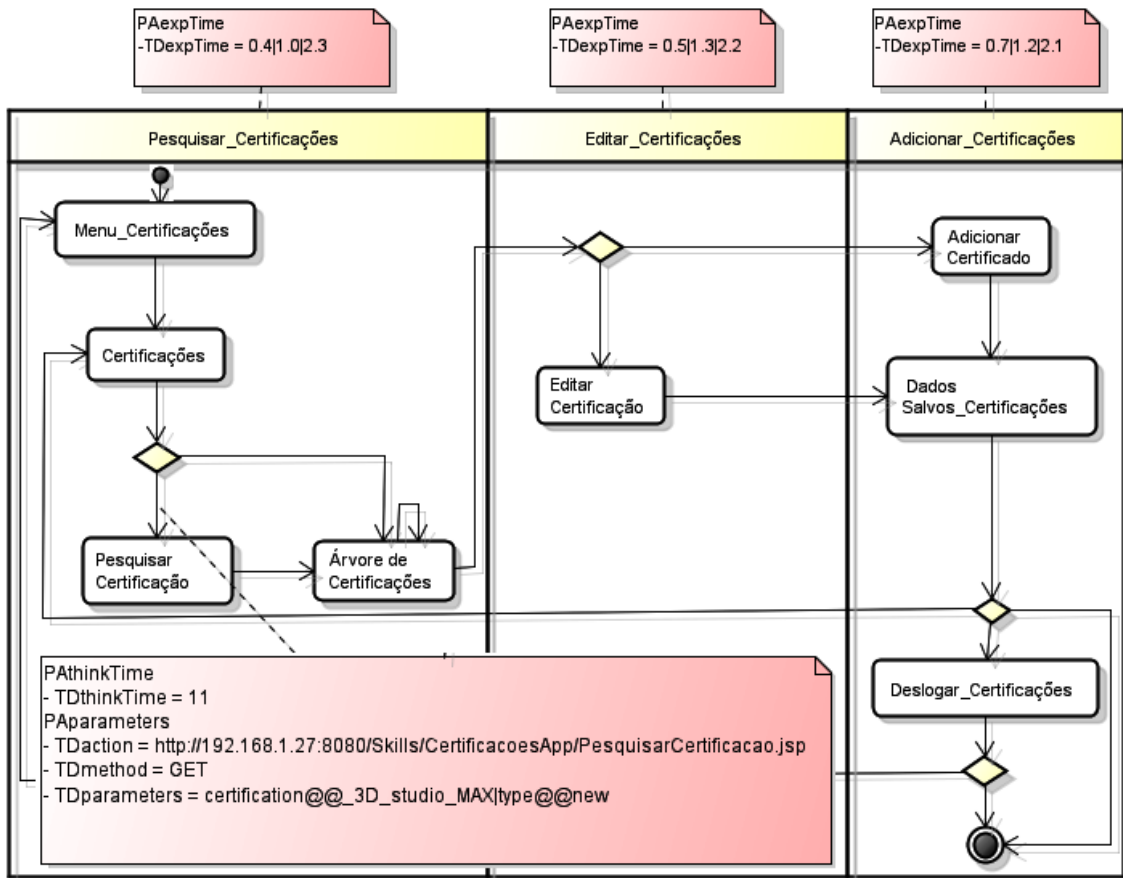 PAexpTime
-TDexpTime = 0.4|1.0|2.3
PAexpTime
-TDexpTime = 0.5|1.3|2.2
PAexpTime
-TDexpTime = 0.7|1.2|2.1
Pesquisar_Certificações
Editar_Certificações
Adicionar_Certificações
Menu_Certificações
Adicionar
Certificado
Certificações
Editar
Certificação
Dados
Salvos_Certificações
Pesquisar
Certificação
Árvore de
Certificações
PAthinkTime
- TDthinkTime = 11
PAparameters
- TDaction = http://192.168.1.27:8080/Skills/CertificacoesApp/PesquisarCertificacao.jsp
- TDmethod = GET
- TDparameters = certification@@_3D_studio_MAX|type@@new
Deslogar_Certificações